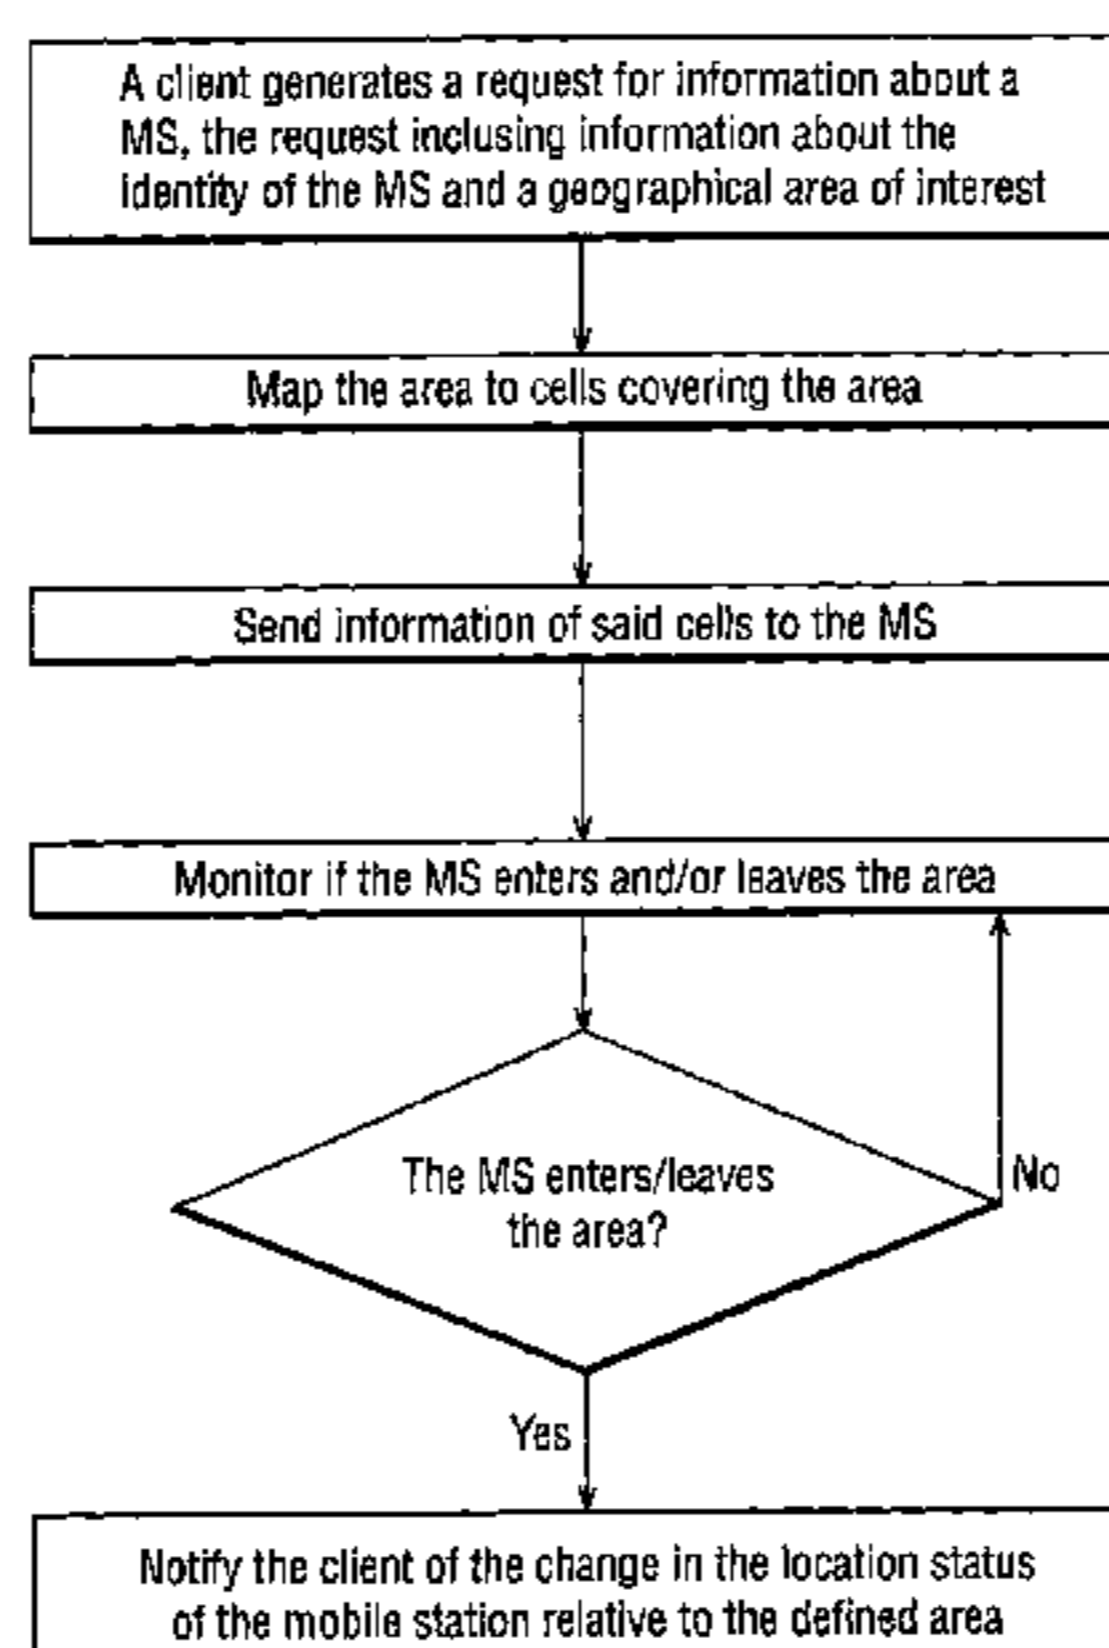 A client generates a request for information about a
MS, the request inclusing information about the
identity of the MS and a geographical area of interest
Map the area to cells covering the area
Send information of said cells to the MS
Monitor if the MS enters and/or leaves the area
The MS enters/leaves
the area?
No
Yes
Notify the client of the change in the location status
of the mobile station relative to the defined area